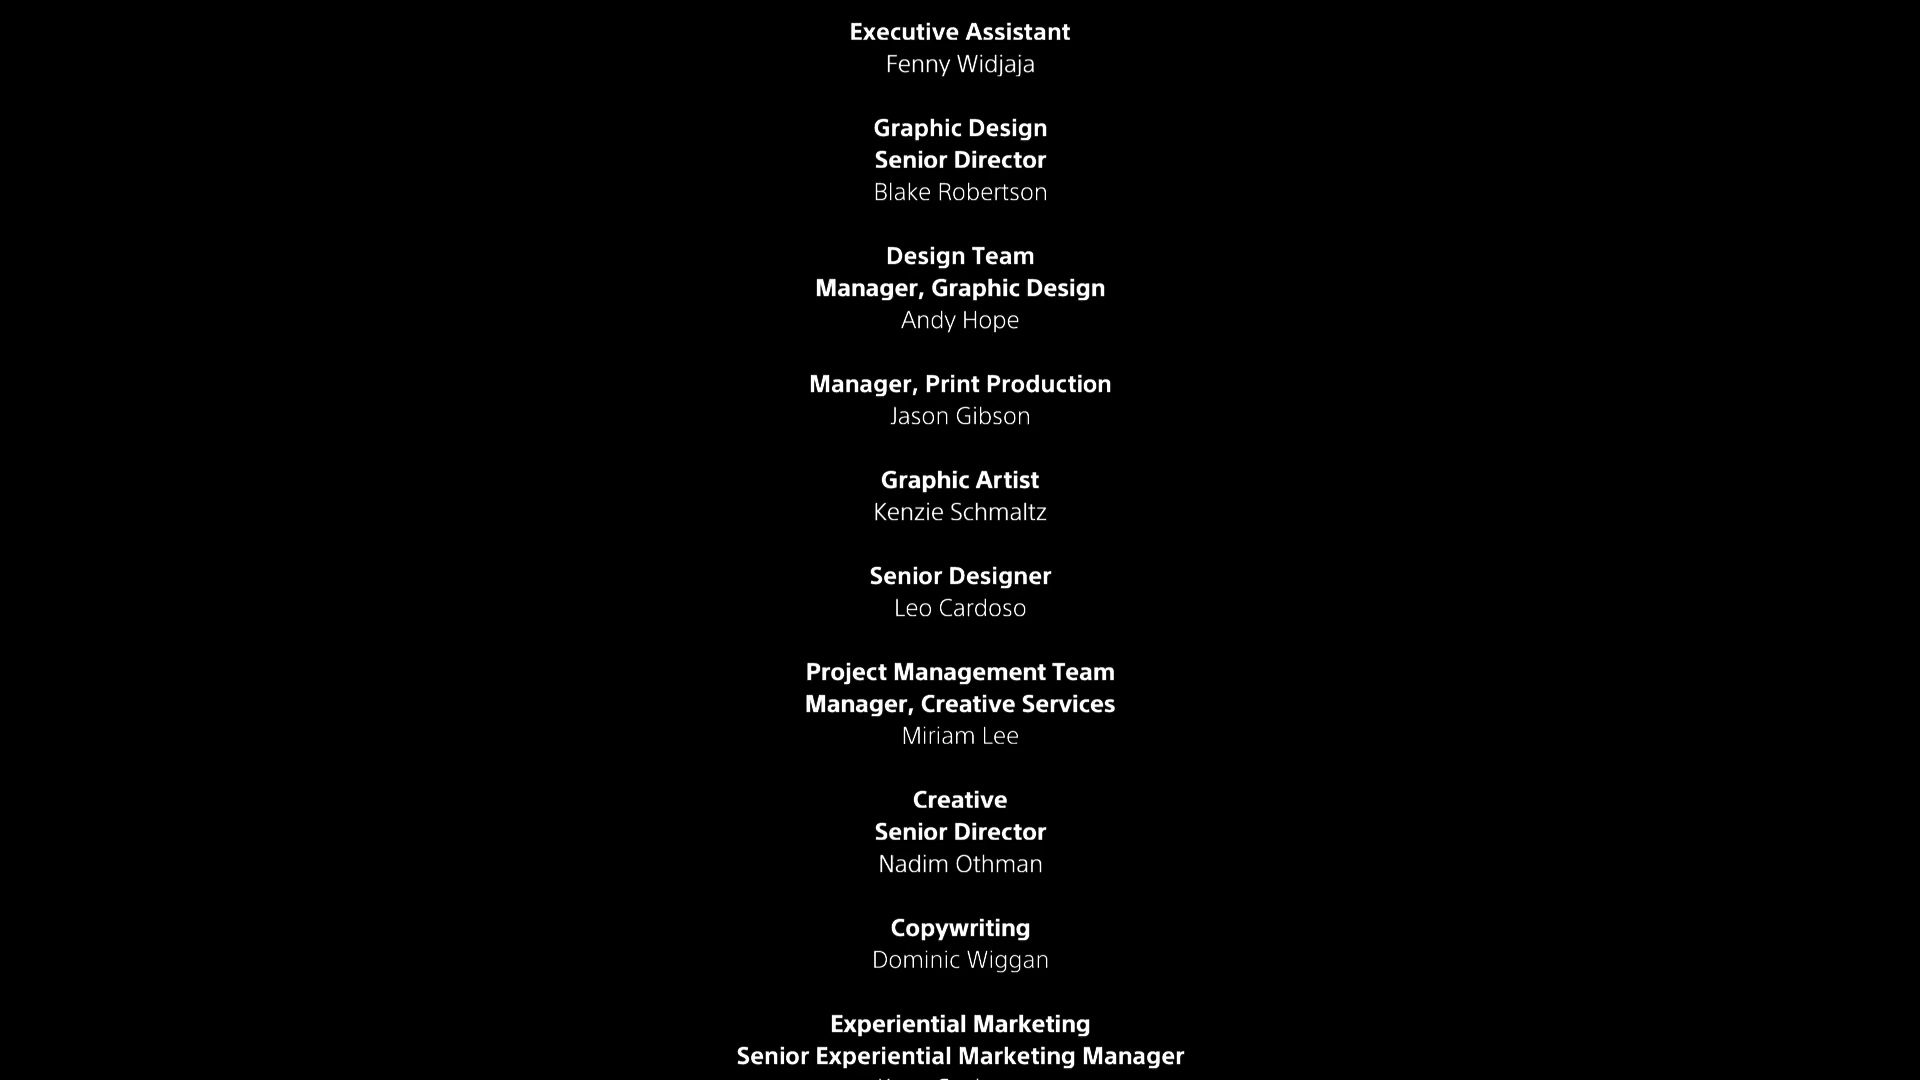 Executive Assistant
Fenny Widjaja
Graphic Design
Senior Director
Blake Robertson
Design Team
Manager, Graphic Design
Andy Hope
Manager, Print Production
Jason Gibson
Graphic Artist
Kenzie Schmaltz
Senior Designer
Leo Cardoso
Project Management Team
Manager, Creative Services
Miriam Lee
Creative
Senior Director
Nadim Othman
Copywriting
Dominic Wiggan
Experiential Marketing
Senior Experiential Marketing Manager